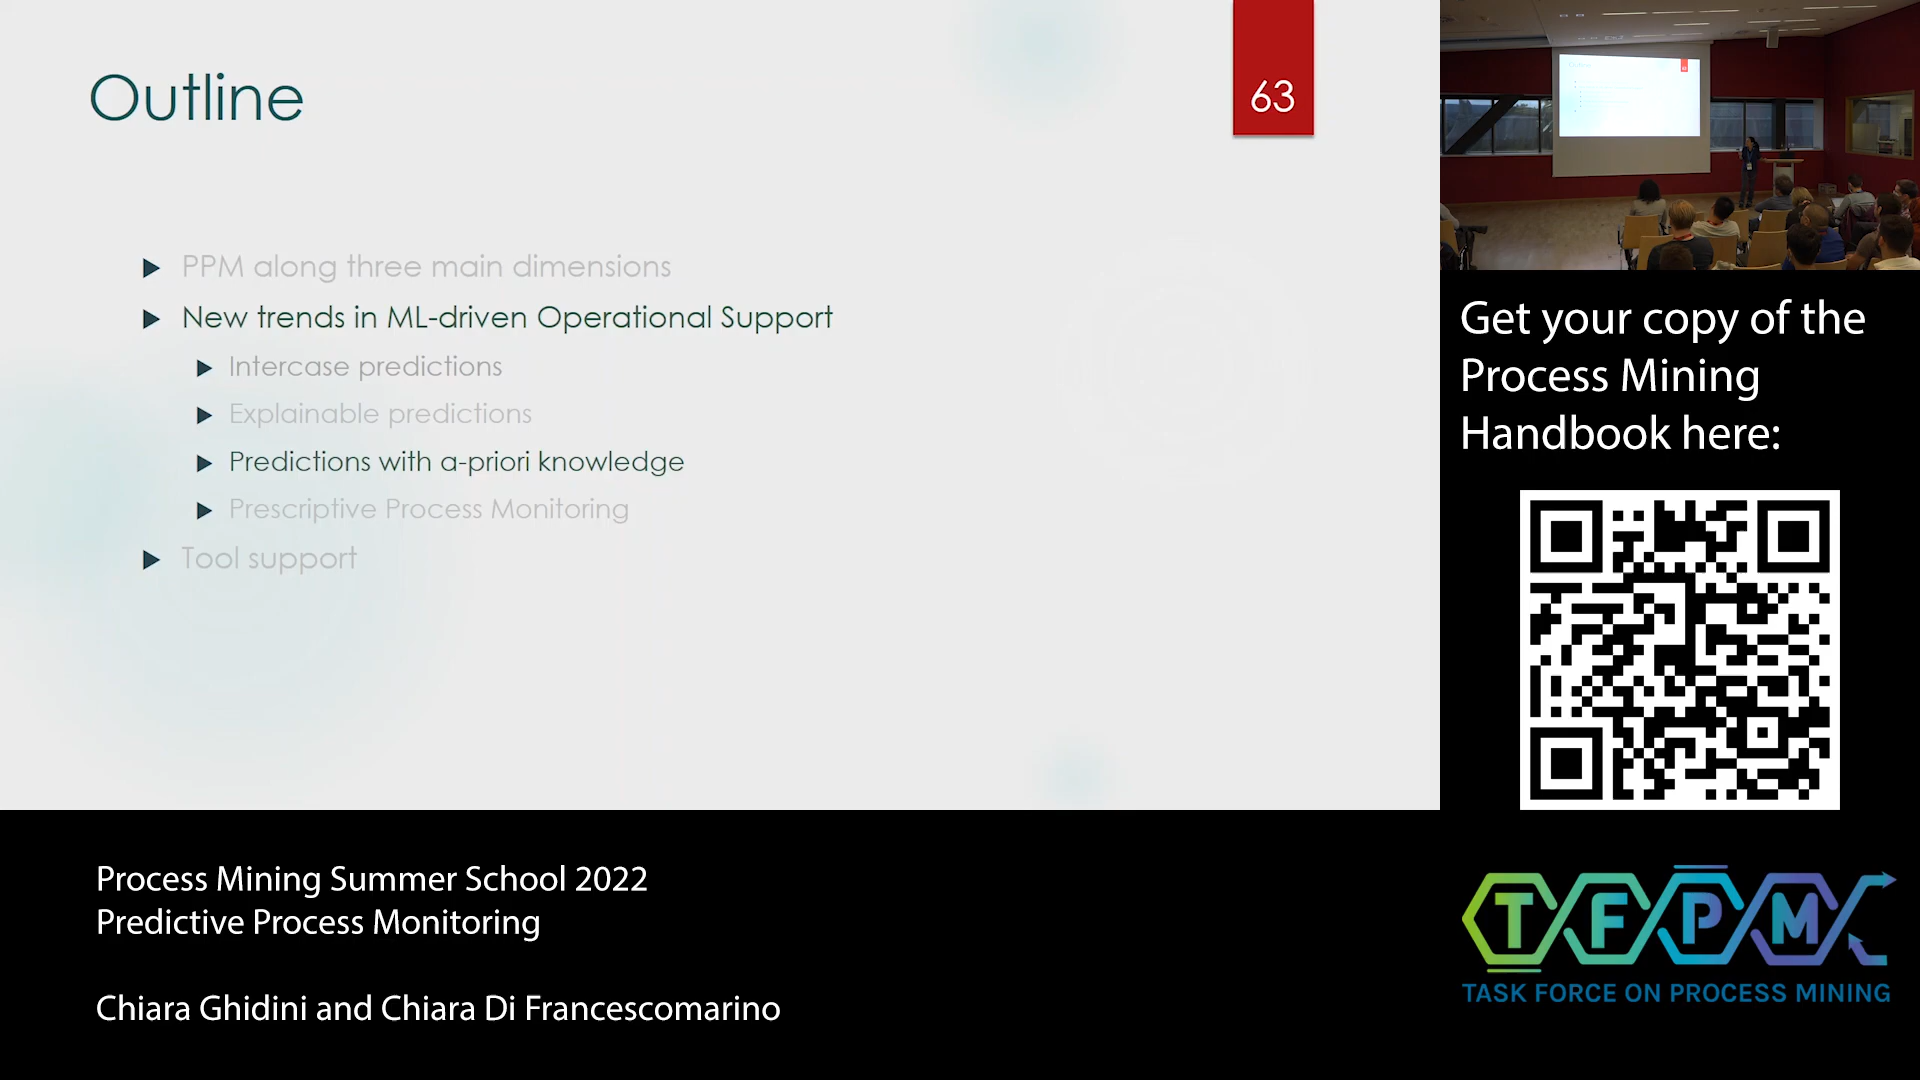 Outline
63
PPM along three main dimensions
New trends in ML-driven Operational Support
Intercase predictions
Explainable predictions
Predictions with a-priori knowledge
Prescriptive Process Monitoring
Tool support
Get your copy of the
Process Mining
Handbook here:
Process Mining Summer School 2022
Predictive Process Monitoring
Chiara Ghidini and Chiara Di Francescomarino
TFPM
TASK FORCE ON PROCESS MINING